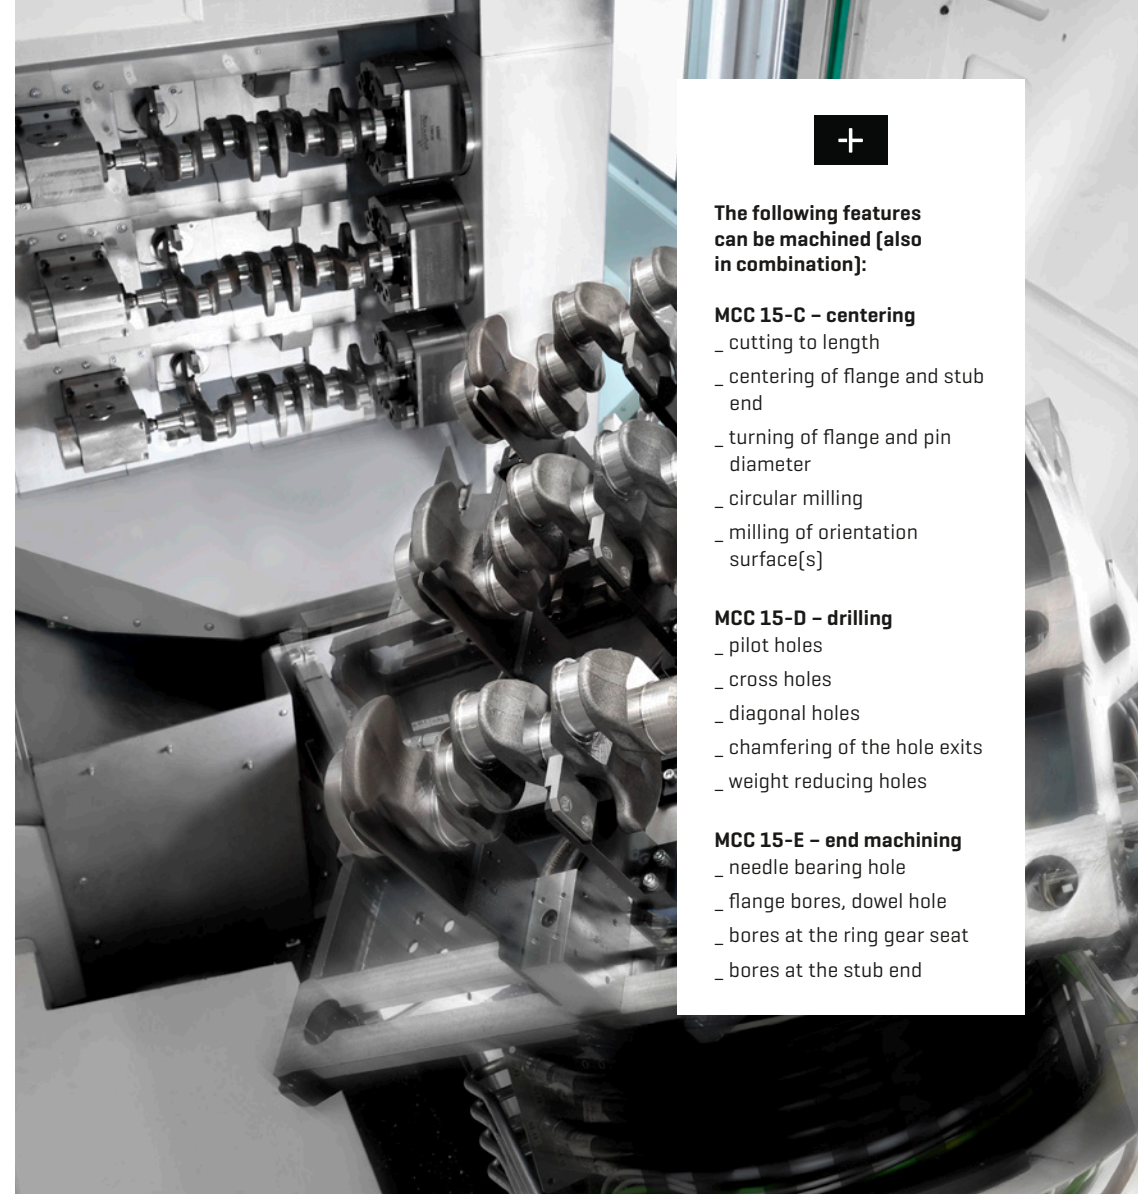 +
The following features
can be machined (also
in combination):
MCC 15-C – centering
_ cutting to length
_ centering of flange and stub
end
_ turning of flange and pin
diameter
_ circular milling
_ milling of orientation
surface(s)
MCC 15-D – drilling
_ pilot holes
_ cross holes
_ diagonal holes
_ chamfering of the hole exits
_ weight reducing holes
MCC 15-E – end machining
_ needle bearing hole
_ flange bores, dowel hole
_ bores at the ring gear seat
_ bores at the stub end